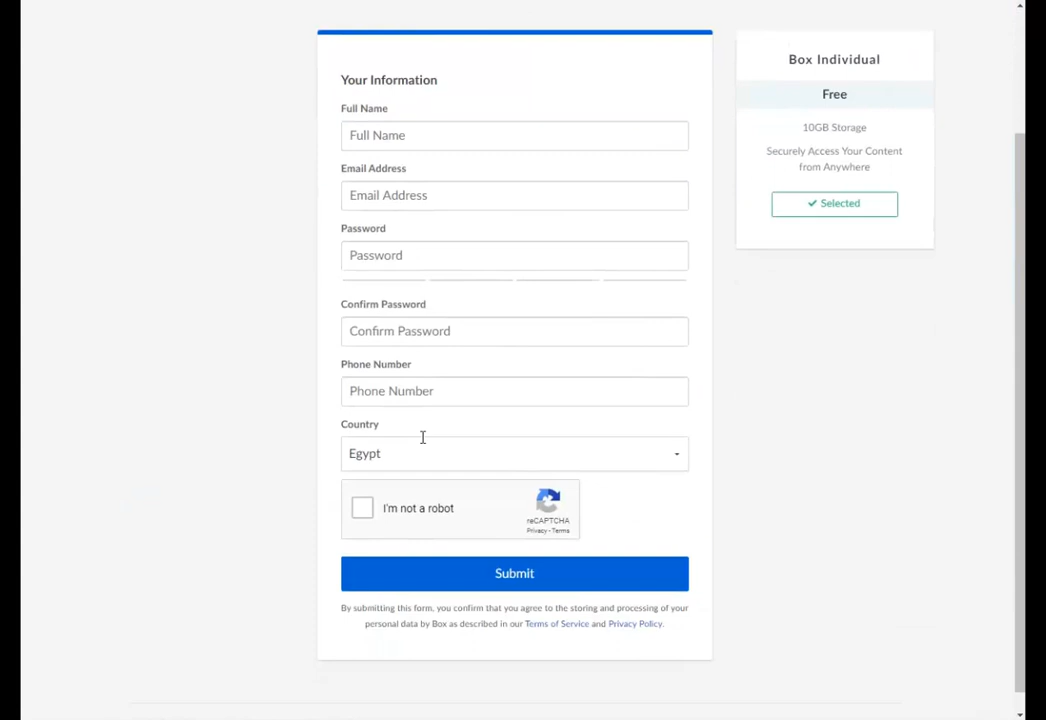 Your Information
Full Name
Full Name
Email Address
Email Address
Password
Password
Confirm Password
Confirm Password
Phone Number
Phone Number
Country
Egypt
I'm not a robot
reCAPTCHA
Privacy - Terms
Submit
By submitting this form, you confirm that you agree to the storing and processing of your
personal data by Box as described in our Terms of Service and Privacy Policy.
Box Individual
Free
10GB Storage
Securely Access Your Content
from Anywhere
Selected